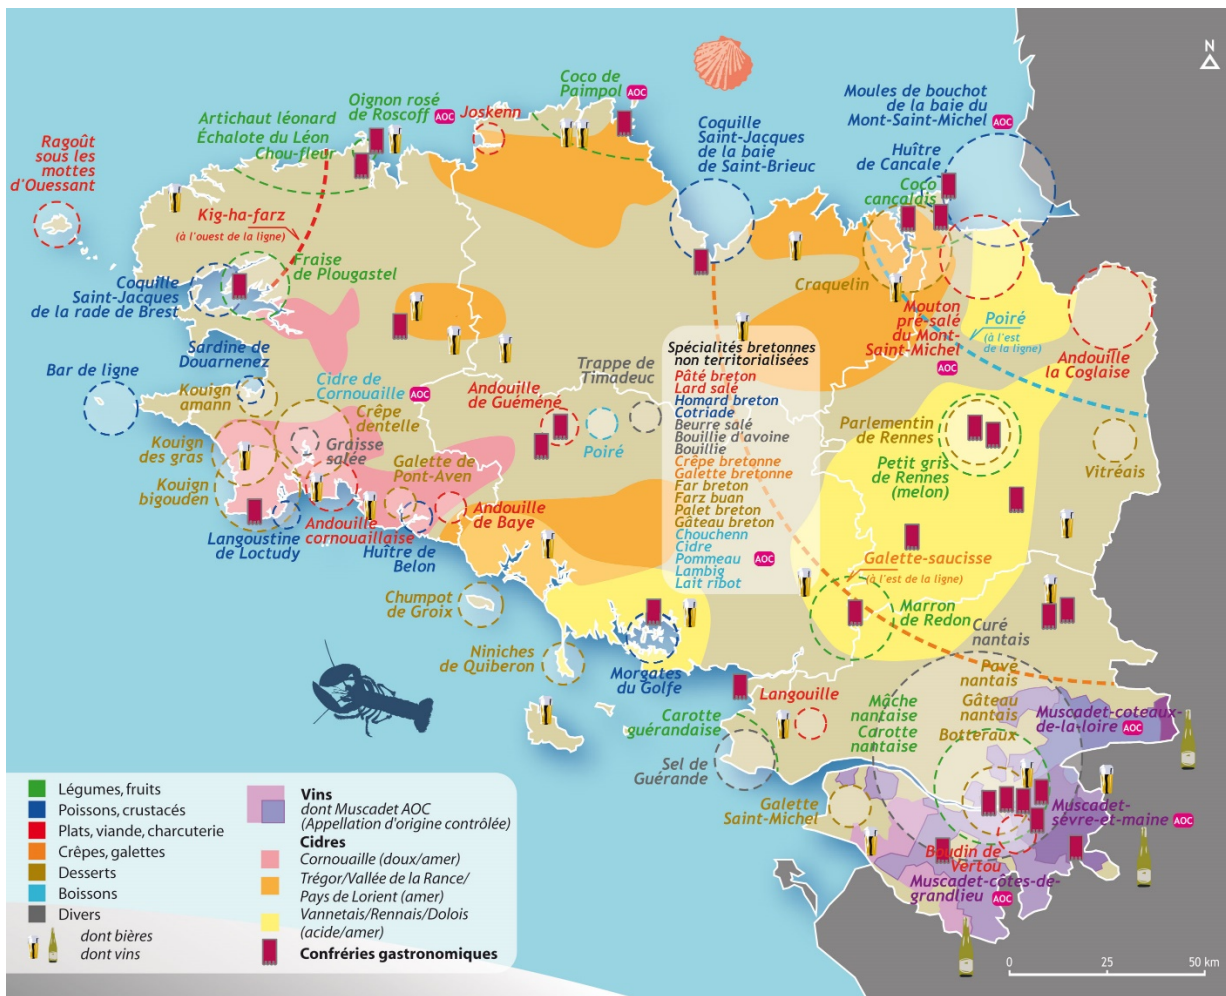 N
Coco de
Paimpol AOC
Oignon rosé
de Roscoff AOC
Joskenn
Artichaut léonard
Échalote du Léon
Chou-fleur
Moules de bouchot
de la baie du
Mont-Saint-Michel AOC
Coquille
Saint-Jacques
de la baie
de Saint-Brieuc
Huître
de Cancale
Coco
cancalais
Ragoût
sous les
mottes
d'Ouessant
Kig-ha-farz
(à l'ouest de la ligne)
Fraise
de Plougastel
Coquille
Saint-Jacques
de la rade de Brest
Craquelin
Mouton
pré-salé
du Mont-
Saint-Michel
AOC
Poiré
(à l'est
de la ligne)
Andouille
la Coglaise
Sardine de
Douarnenez
Bar de ligne
Kouign
amann
Cidre de
Cornouaille AOC
Crêpe
dentelle
Andouille
de Guémené
Trappe de
Timadeuc
Poiré
Kouign
des gras
Graisse
salée
Galette de
Pont-Aven
Kouign
bigouden
Langoustine
de Loctudy
Andouille
cornouaillaise
Huître de
Belon
Andouille
de Baye
Spécialités bretonnes
non territorialisées
Pâté breton
Lard salé
Homard breton
Cotriade
Beurre salé
Bouillie d'avoine
Bouillie
Crêpe bretonne
Galette bretonne
Far breton
Farz buan
Palet breton
Gâteau breton
Chouchenn
Cidre
Pommeau AOC
Lambig
Lait ribot
Parlementin
de Rennes
Petit gris
de Rennes
(melon)
Vitréais
Galette-saucisse
(à l'est de la ligne)
Chumpot
de Groix
Niniches
de Quiberon
Morgates
du Golfe
Marron
de Redon
Curé
nantais
Langouille
Carotte
guérandaise
Sel de
Guérande
Mâche
nantaise
Carotte
nantaise
Pavé
nantais
Gâteau
nantais
Botteraux
Muscadet-coteaux-
de-la-loire AOC
Galette
Saint-Michel
Muscadet-
sèvre-et-maine AOC
Boudin de
Vertou
Muscadet-côtes-de-
grandlieu AOC
Légumes, fruits
Poissons, crustacés
Plats, viande, charcuterie
Crêpes, galettes
Desserts
Boissons
Divers
dont bières
dont vins
Vins
dont Muscadet AOC
(Appellation d'origine contrôlée)
Cidres
Cornouaille (doux/amer)
Trégor/Vallée de la Rance/
Pays de Lorient (amer)
Vannetais/Rennais/Dolois
(acide/amer)
Confréries gastronomiques
0 25 50 km